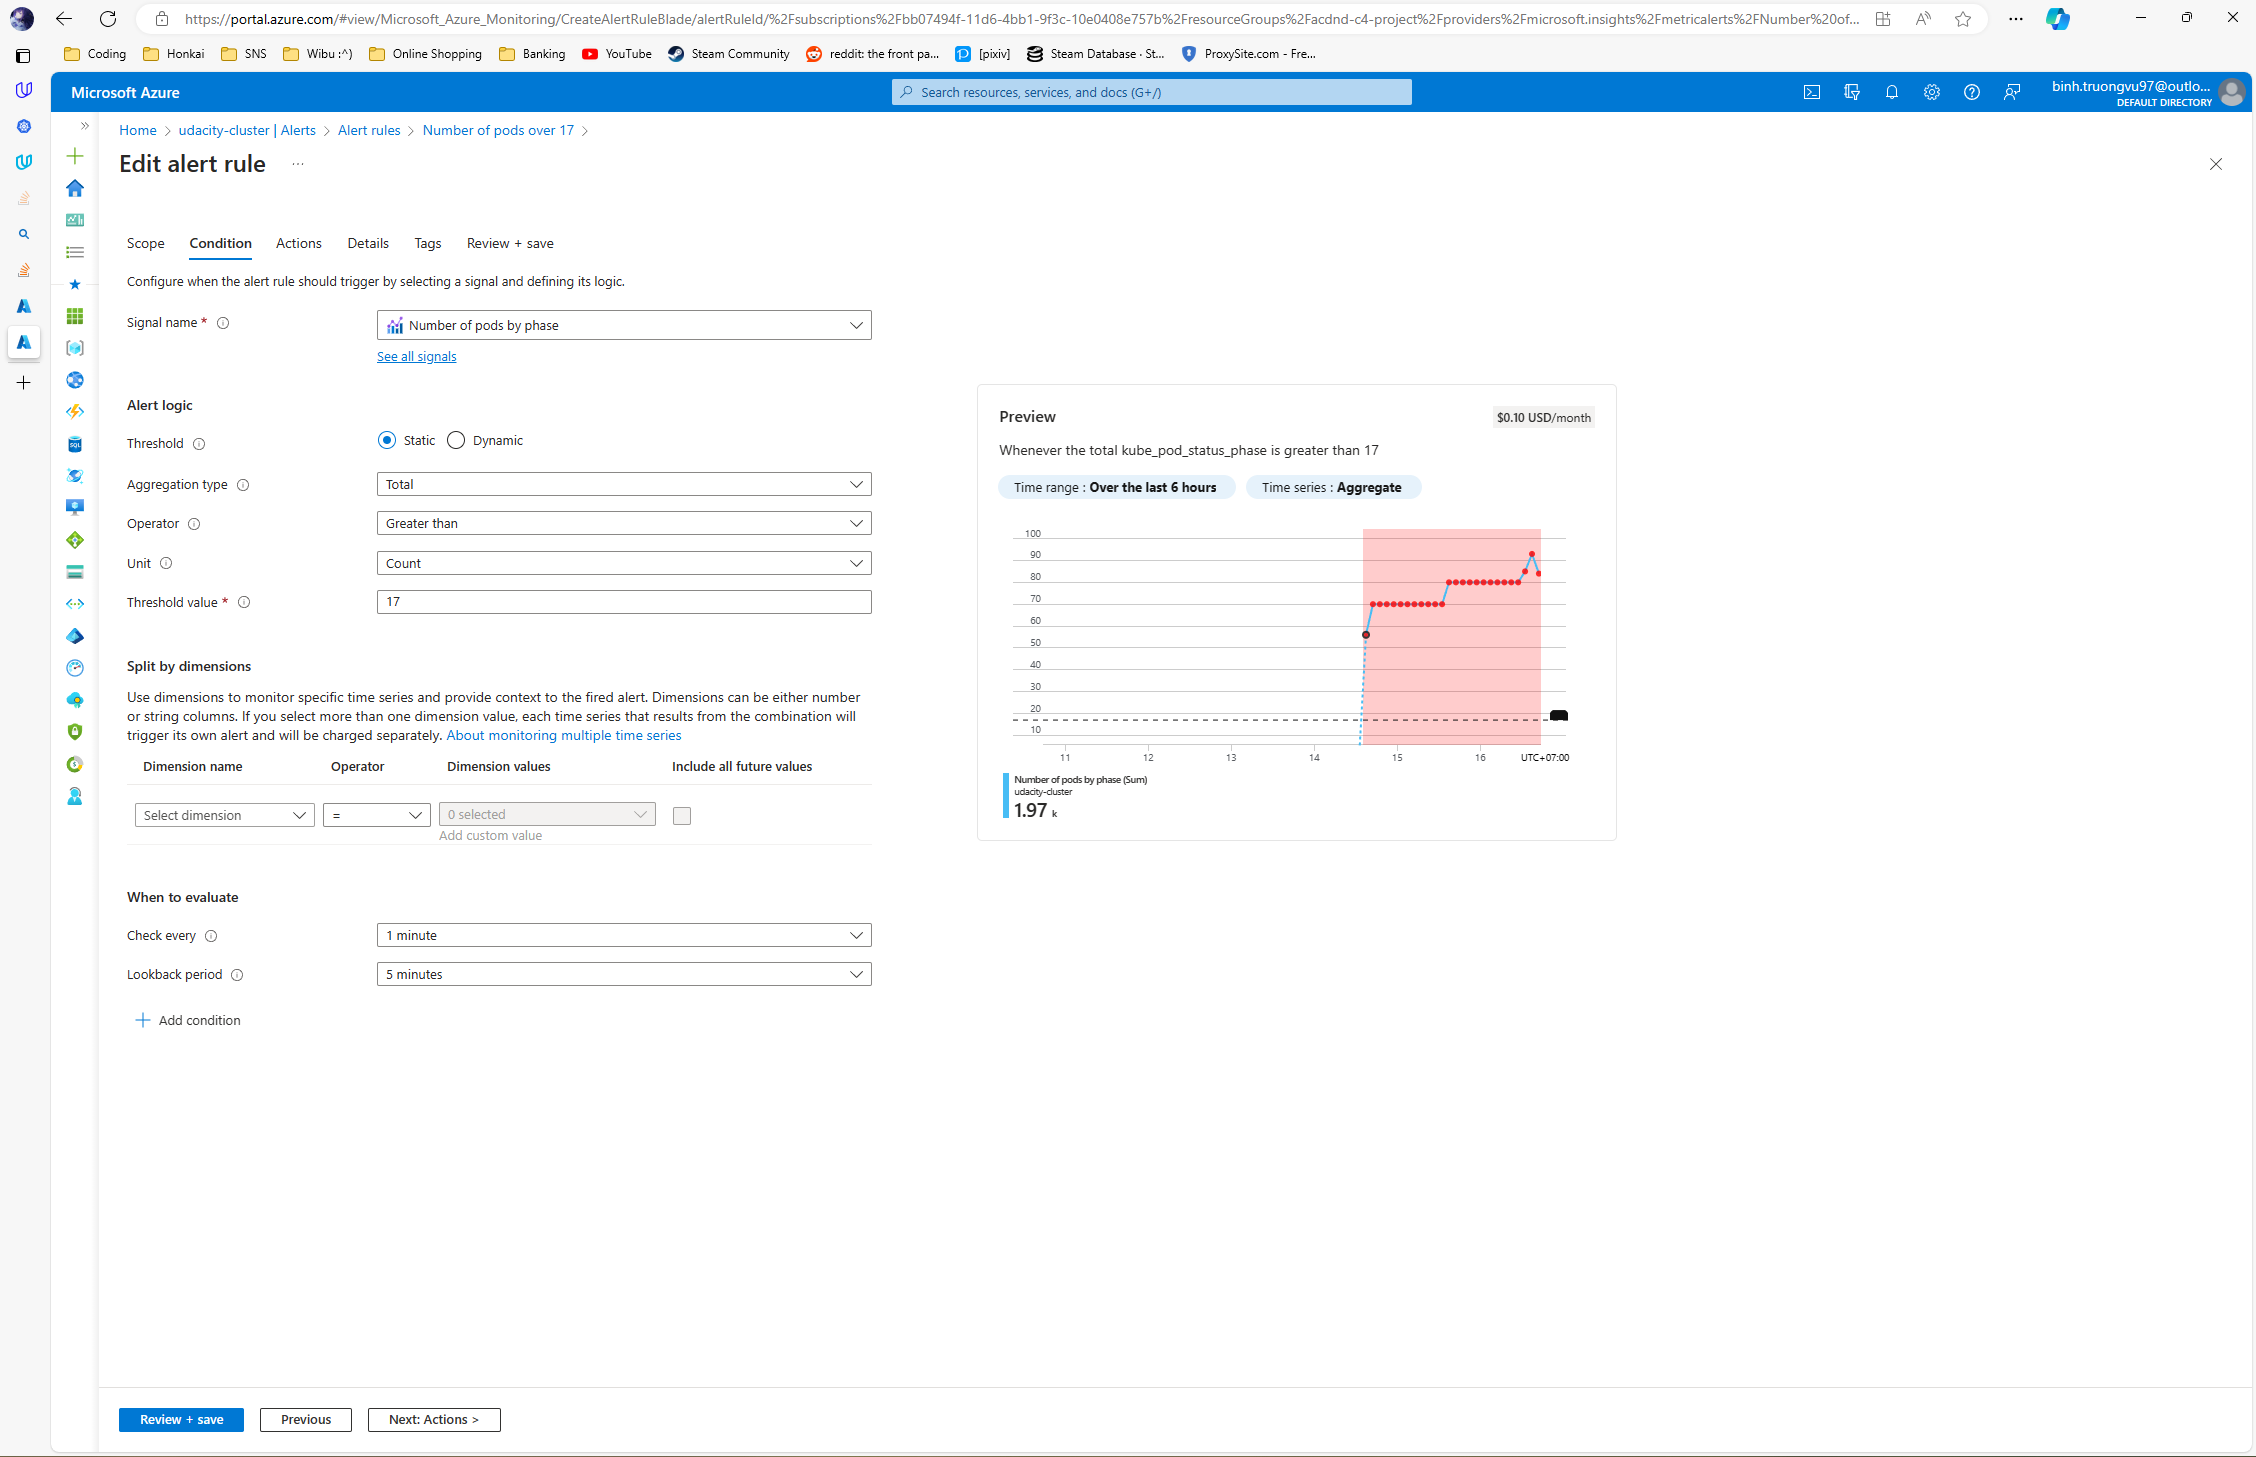 https://portal.azure.com/#view/Microsoft_Azure_Monitoring/CreateAlertRuleBlade/alertRuleId/%2Fsubscriptions%2Fbb07494f-11d6-4bb1-9f3c-10e0408e757b%2FresourceGroups%2Facdnd-c4-project%2Fproviders%2Fmicrosoft.insights%2Fmetricalerts%2FNumber%20of...
Coding Honkai SNS Wibu :^) Online Shopping Banking YouTube Steam Community reddit: the front pa... [pixiv] Steam Database · St... ProxySite.com - Fre...
Microsoft Azure
Search resources, services, and docs (G+/)
binh.truongvu97@outlo...
DEFAULT DIRECTORY
Home > udacity-cluster | Alerts > Alert rules > Number of pods over 17 >
Edit alert rule ...
Scope Condition Actions Details Tags Review + save
Configure when the alert rule should trigger by selecting a signal and defining its logic.
Signal name *
Number of pods by phase
See all signals
Alert logic
Threshold
Static Dynamic
Aggregation type
Total
Operator
Greater than
Unit
Count
Threshold value *
17
Split by dimensions
Use dimensions to monitor specific time series and provide context to the fired alert. Dimensions can be either number
or string columns. If you select more than one dimension value, each time series that results from the combination will
trigger its own alert and will be charged separately. About monitoring multiple time series
Dimension name Operator Dimension values Include all future values
Select dimension = 0 selected
Add custom value
When to evaluate
Check every
1 minute
Lookback period
5 minutes
Add condition
Preview
$0.10 USD/month
Whenever the total kube_pod_status_phase is greater than 17
Time range : Over the last 6 hours
Time series : Aggregate
100
90
80
70
60
50
40
30
20
10
11 12 13 14 15 16 UTC+07:00
Number of pods by phase (Sum)
udacity-cluster
1.97 k
Review + save
Previous
Next: Actions >